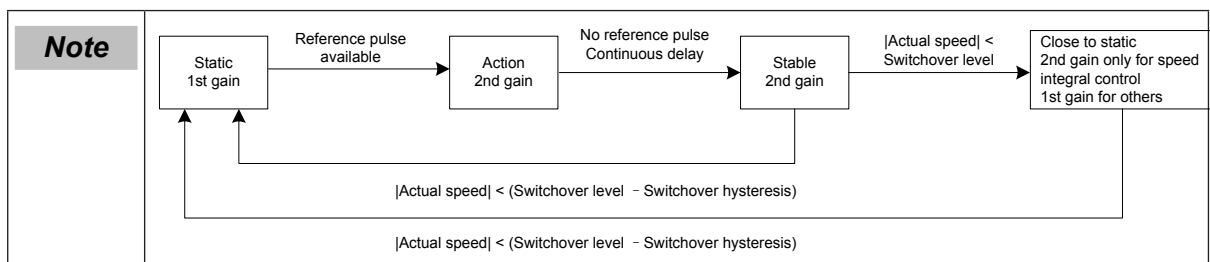 Note
Static
1st gain
Reference pulse
available
Action
2nd gain
No reference pulse
Continuous delay
Stable
2nd gain
|Actual speed| <
Switchover level
Close to static
2nd gain only for speed
integral control
1st gain for others
|Actual speed| < (Switchover level - Switchover hysteresis)
|Actual speed| < (Switchover level - Switchover hysteresis)